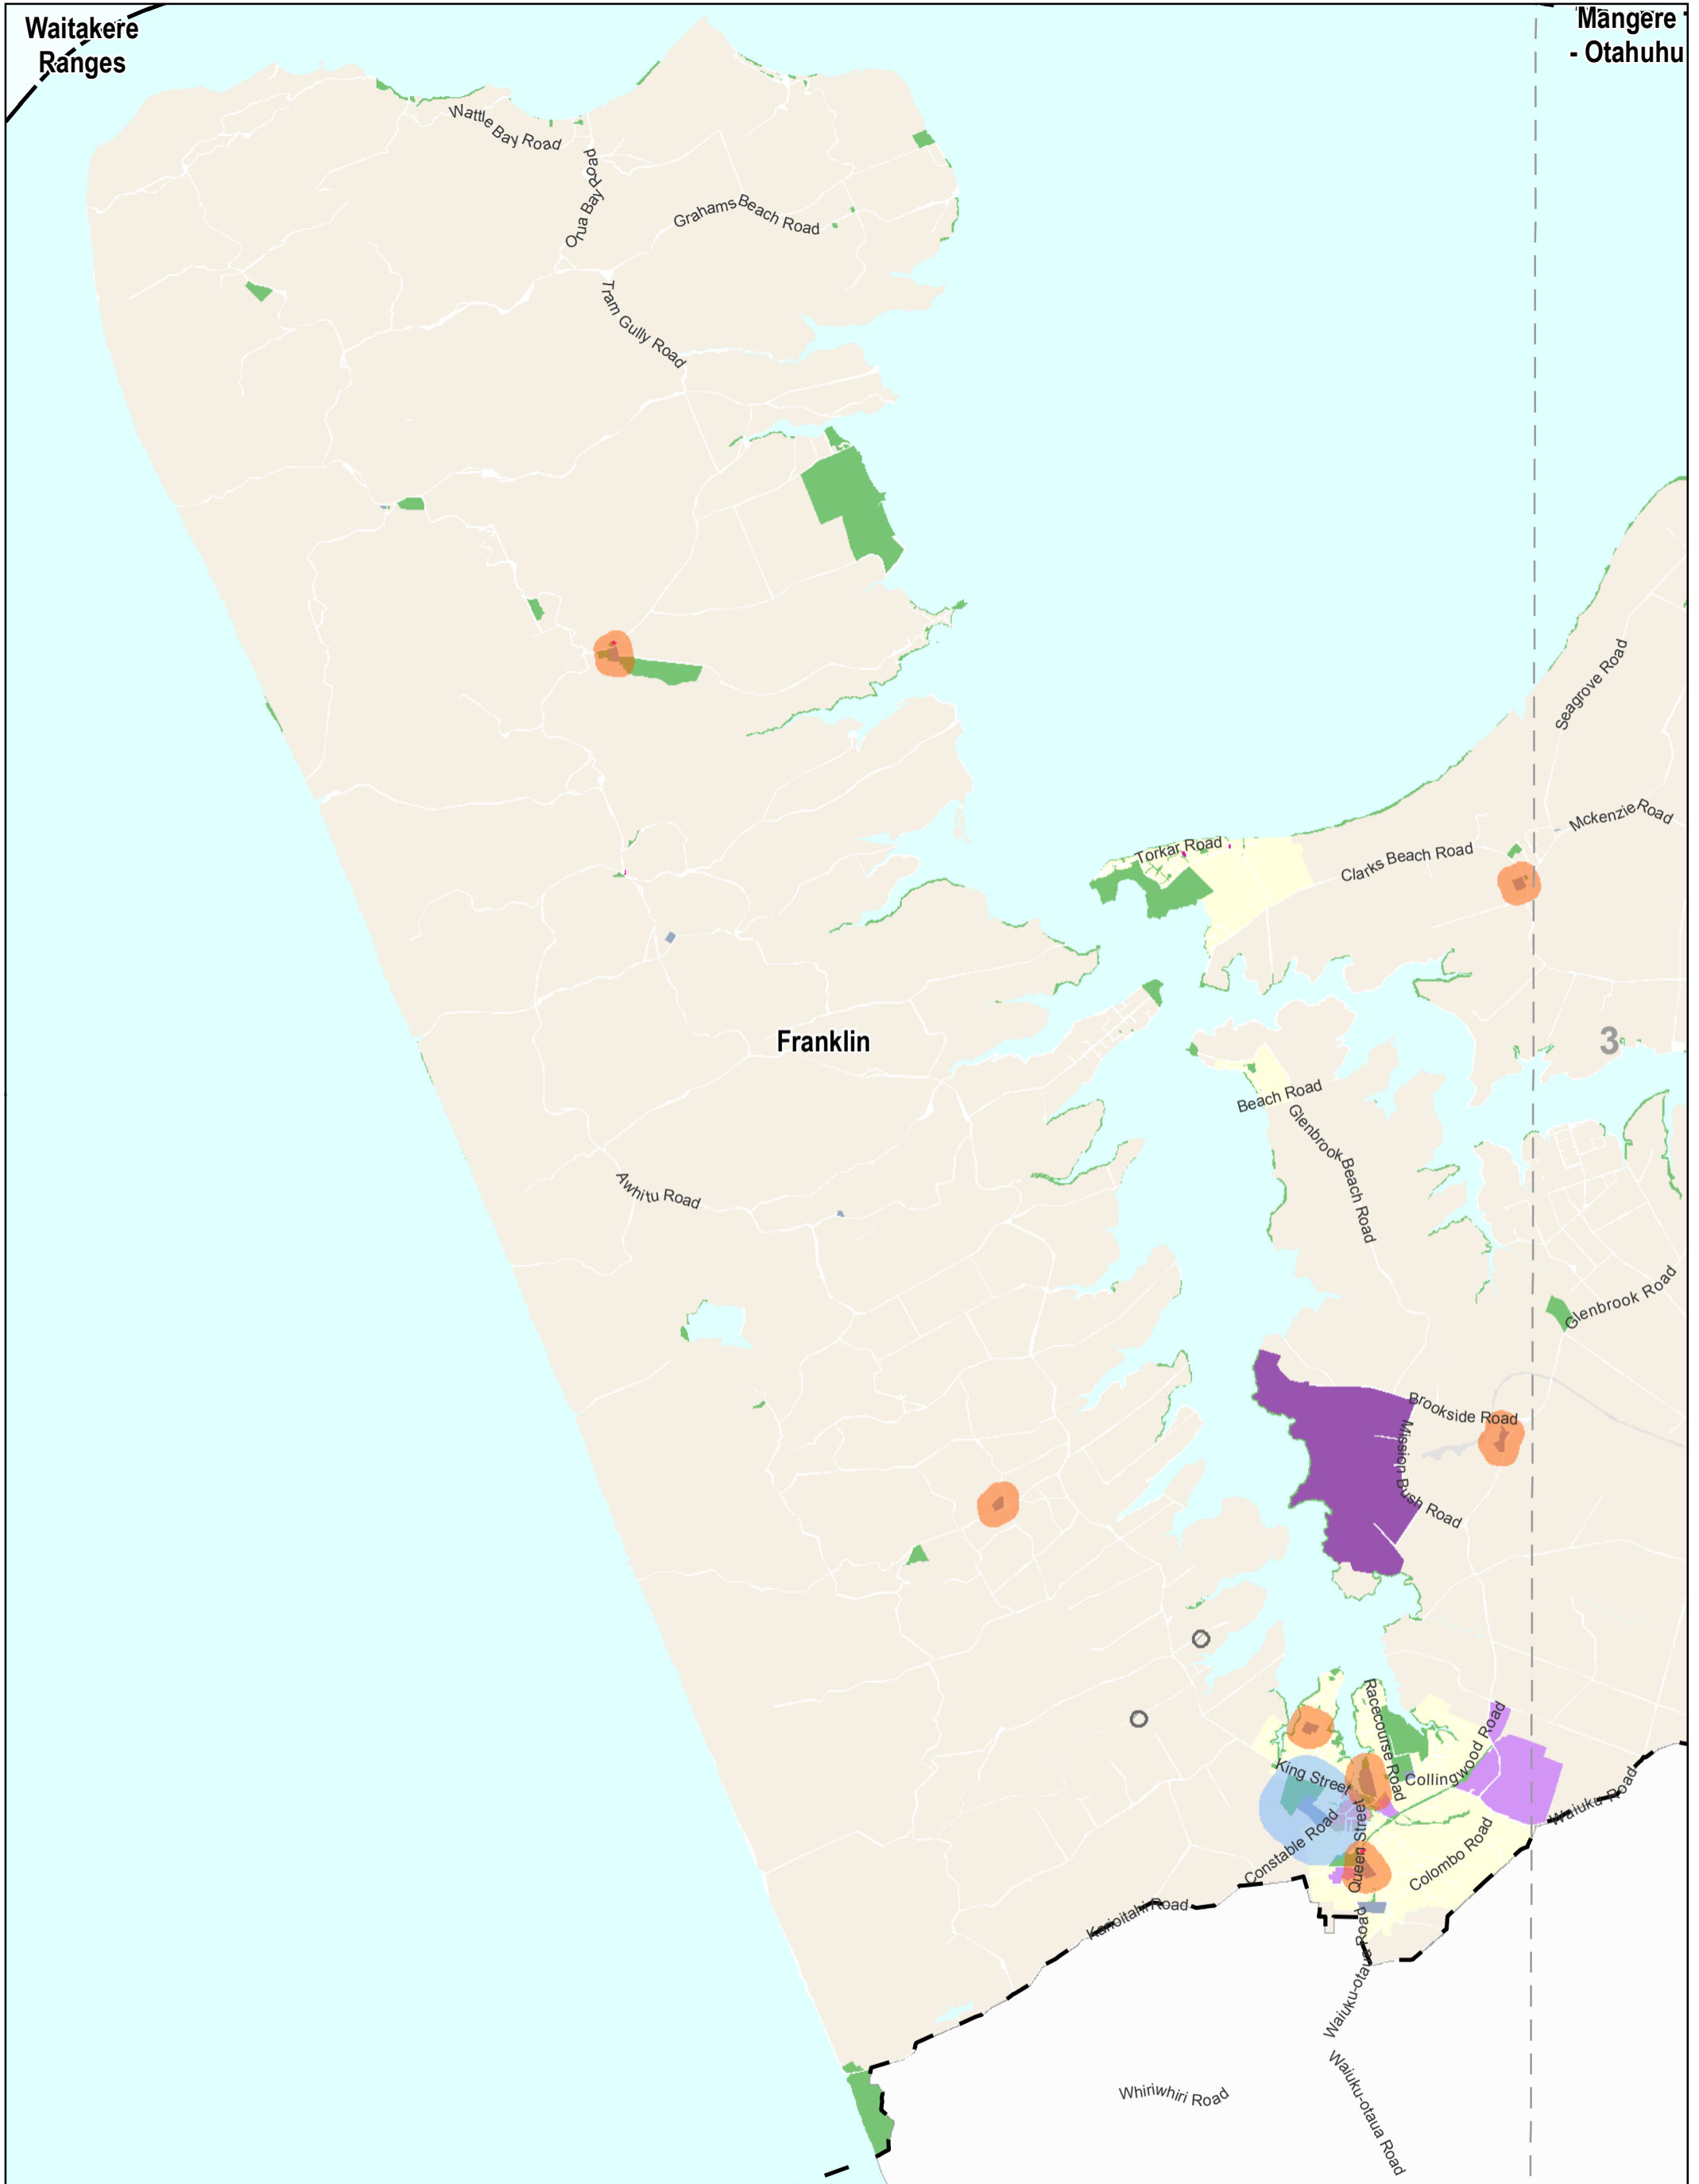 Waitakere
Ranges
Mangere
- Otahuhu
Wattle Bay Road
Orua Bay Road
Grahams Beach Road
Tram Gully Road
Seagrove Road
Mckenzie Road
Torkar Road
Clarks Beach Road
Franklin
3
Beach Road
Glenbrook Beach Road
Awhitu Road
Glenbrook Road
Brookside Road
Mission Bush Road
Racecourse Road
Collingwood Road
King Street
Waiuku Road
Constable Road
Queen Street
Colombo Road
Karioitahi Road
Waiuku-otaua Road
Whiriwhiri Road
Waiuku-otaua Road